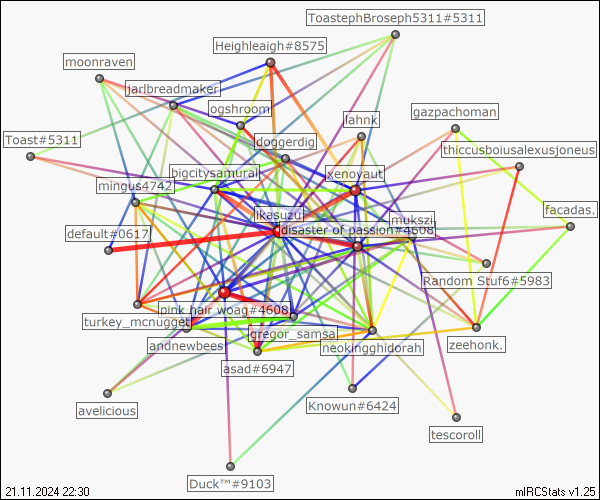 ToastephBroseph5311#5311
Heighleigh#8575
moonraven
jarlbreadmaker
ogshroom
gazpachoman
lahnk
Toast#5311
doggerdig
thiccusboiusalexusjoneus
bigcitysamurai
xenoyaut
mingus4742
facadas.
likasuzu
mukszi
default#0617
disaster of passion#4608
Random Stuf6#5983
pink hair woag#4608
turkey_mcnugget
gregor_samsa
andnewbees
neokingghidorah
zeehonk.
asad#6947
avelicious
Knowun#6424
tescoroll
Duck™#9103
21.11.2024 22:30
mIRCStats v1.25